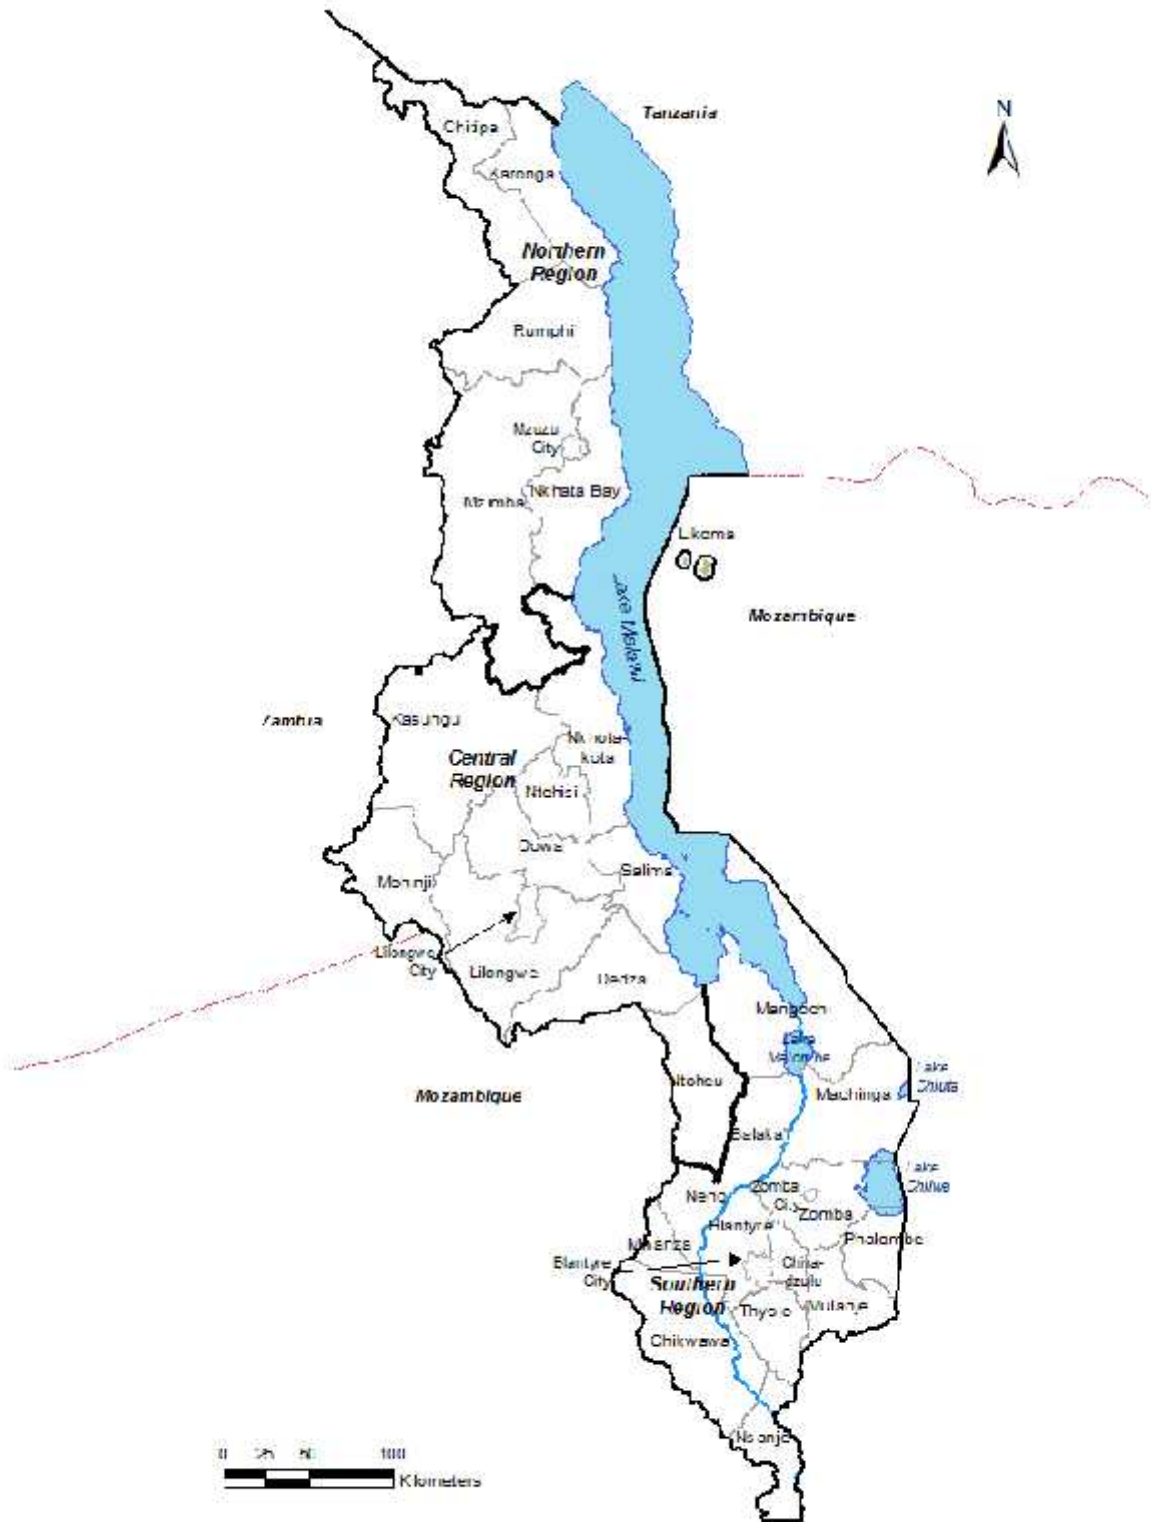 N
Tanzania
Chitipa
Karonga
Northern
Region
Rumphi
Mzuzu
City
Nkhata Bay
Mzimba
Likoma
Lake Malawi
Mozambique
Zambia
Kasungu
Nkhota-
kota
Central
Region
Ntchisi
Dowa
Salima
Mchinji
Lilongwe
City
Lilongwe
Dedza
Mangochi
Lake
Malombe
Lake
Chiuta
Ntcheu
Machinga
Mozambique
Balaka
Lake
Chilwa
Neno
Zomba
City
Zomba
Blantyre
Phalombe
Mwanza
Blantyre
City
Chira-
dzulu
Southern
Region
Thyolo
Mulanje
Chikwawa
Nsanje
0 25 50 100
Kilometers